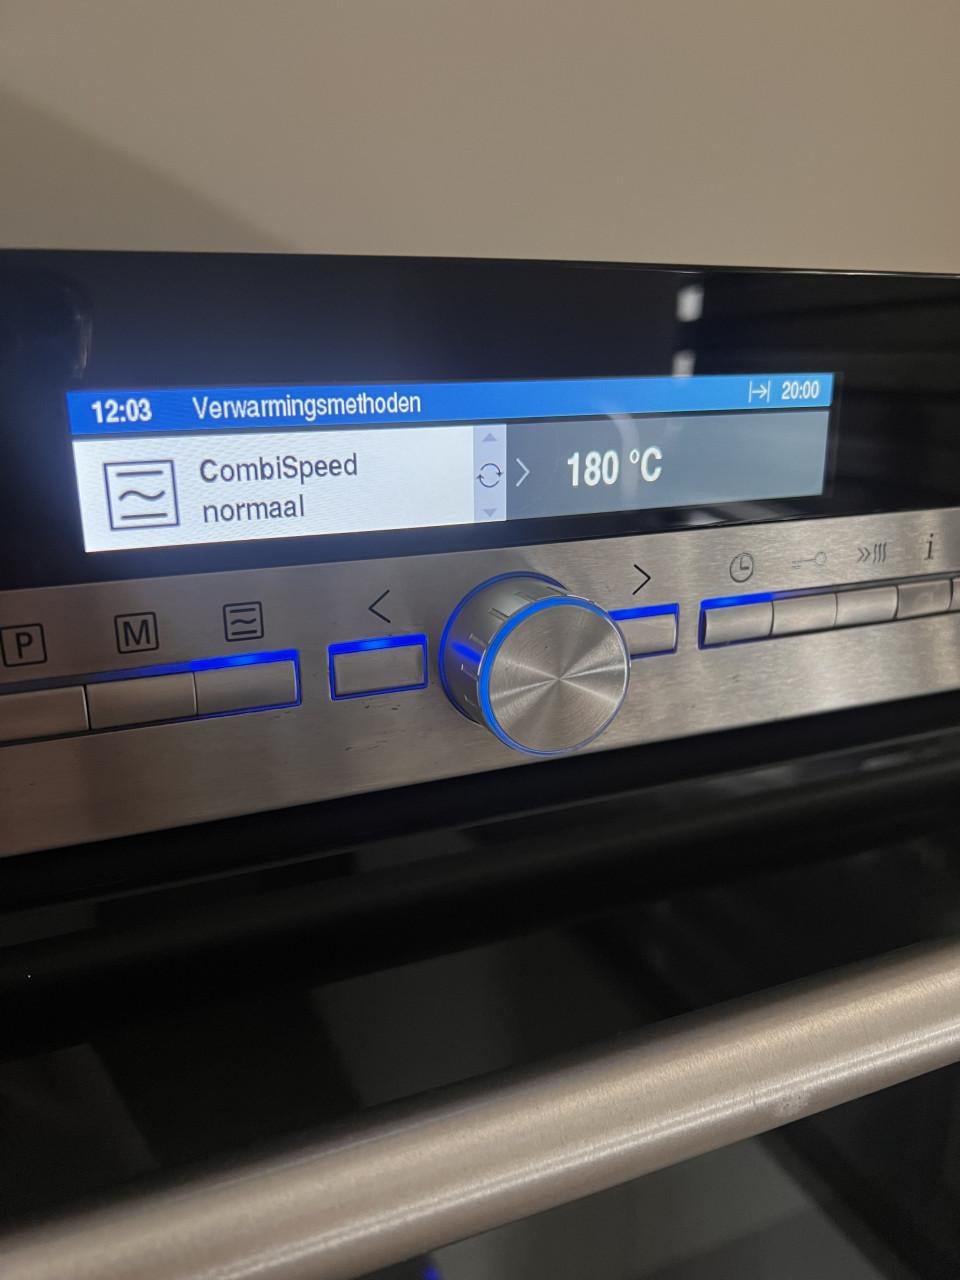 12:03 Verwarmingsmethoden 20:00
CombiSpeed
normaal
180 °C
P M i